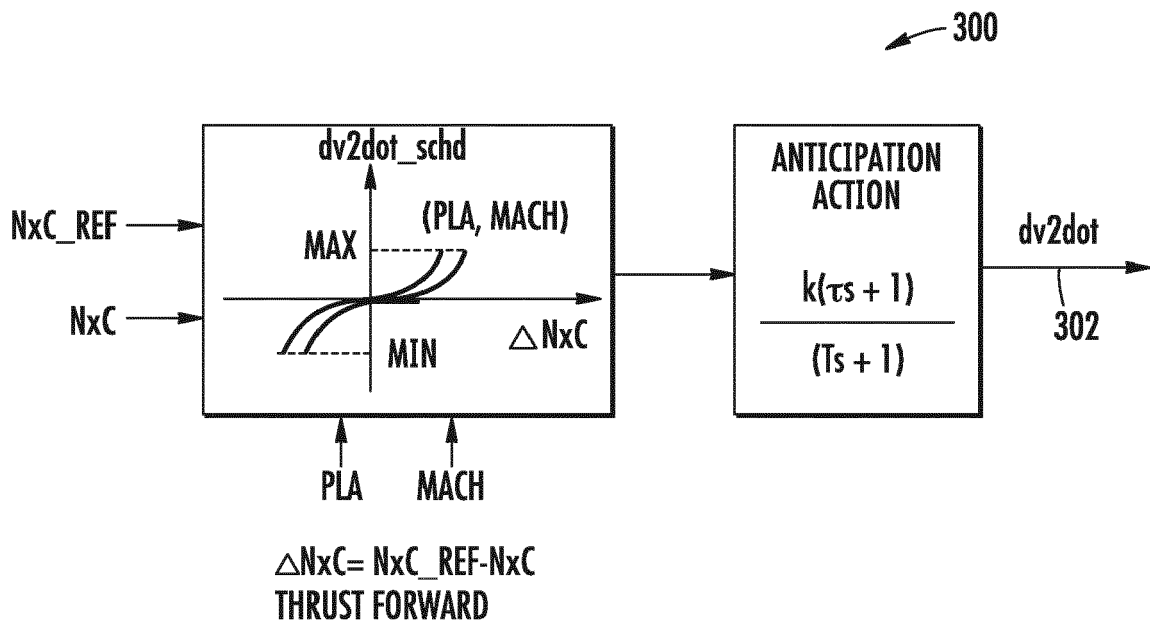 300
dv2dot_schd
(PLA, MACH)
MAX
MIN
△ NxC
NxC_REF
NxC
PLA
MACH
ANTICIPATION
ACTION
k(τs + 1)
(Ts + 1)
dv2dot
302
△NxC= NxC_REF-NxC
THRUST FORWARD